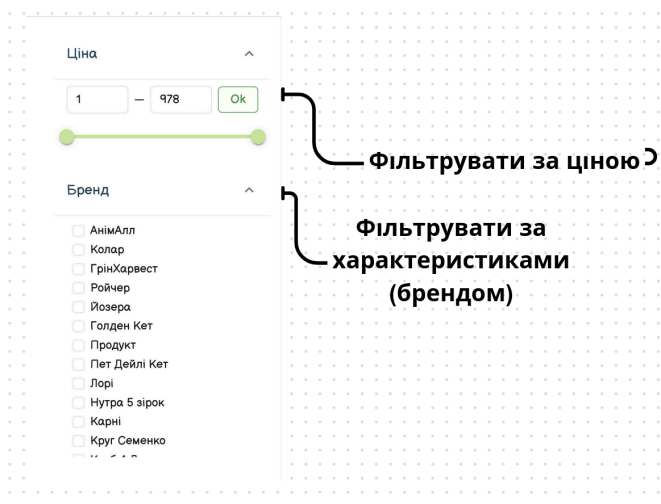 Ціна
1 — 978 Ok
Фільтрувати за ціною
Бренд
Фільтрувати за
характеристиками
(брендом)
АнімАлл
Колар
ГрінХарвест
Ройчер
Йозера
Голден Кет
Продукт
Пет Дейлі Кет
Лорі
Нутра 5 зірок
Карні
Круг Семенко